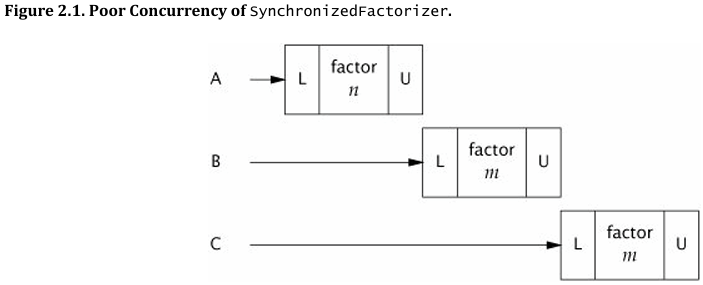 Figure 2.1. Poor Concurrency of SynchronizedFactorizer.
A L factor n U
B L factor m U
C L factor m U